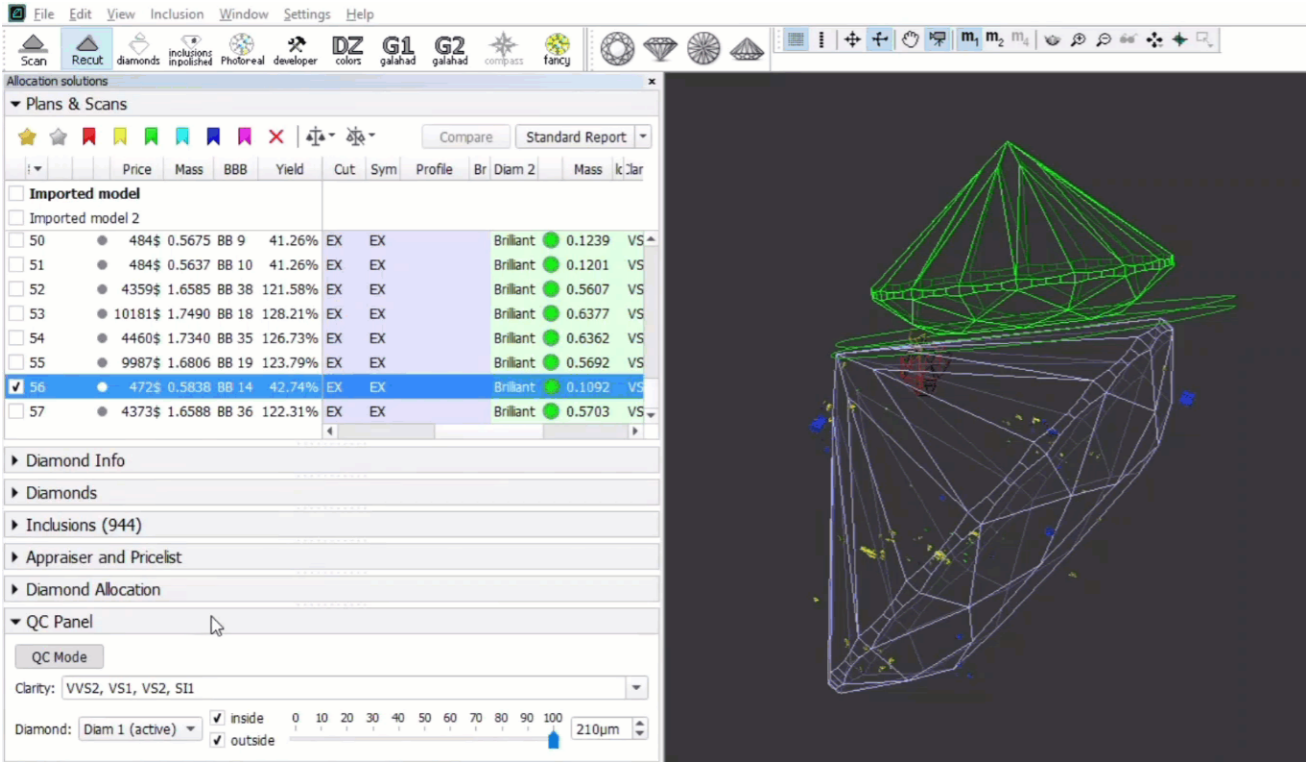 File Edit View Inclusion Window Settings Help
Scan Recut diamonds inclusions inpolished Photoreal DZ colors G1 galahad G2 galahad compass fancy developer
m1 m2 m4
Allocation solutions
Plans & Scans
Compare Standard Report
Price Mass BBB Yield Cut Sym Profile Br Diam 2 Mass
Imported model
Imported model 2
50 484$ 0.5675 BB 9 41.26% EX EX Brilliant 0.1239 VS
51 484$ 0.5637 BB 10 41.26% EX EX Brilliant 0.1201 VS
52 4359$ 1.6585 BB 38 121.58% EX EX Brilliant 0.5607 VS
53 10181$ 1.7490 BB 18 128.21% EX EX Brilliant 0.6377 VS
54 4460$ 1.7340 BB 35 126.73% EX EX Brilliant 0.6362 VS
55 9987$ 1.6806 BB 19 123.79% EX EX Brilliant 0.5692 VS
56 472$ 0.5838 BB 14 42.74% EX EX Brilliant 0.1092 VS
57 4373$ 1.6588 BB 36 122.31% EX EX Brilliant 0.5703 VS
Diamond Info
Diamonds
Inclusions (944)
Appraiser and Pricelist
Diamond Allocation
QC Panel
QC Mode
Clarity: VVS2, VS1, VS2, SI1
Diamond: Diam 1 (active) inside 0 10 20 30 40 50 60 70 80 90 100 210µm
outside